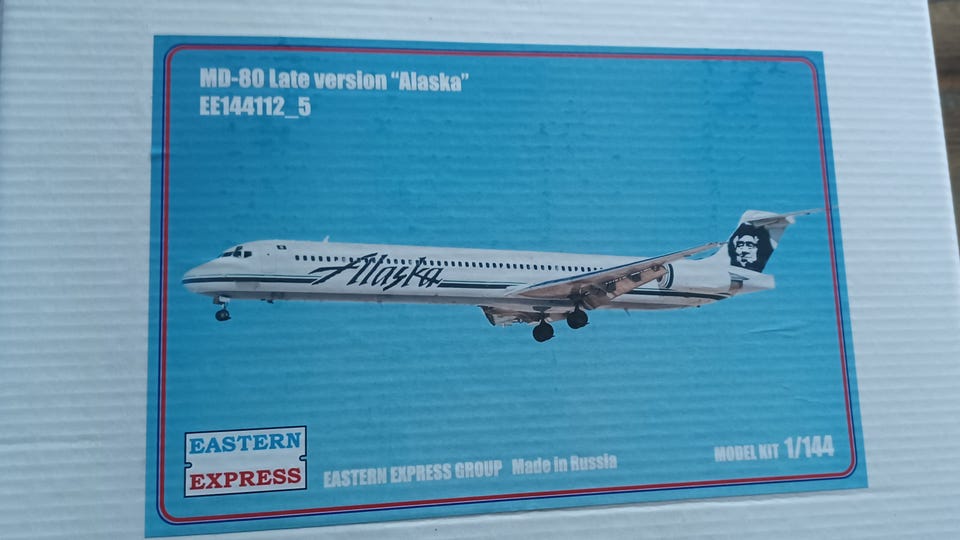 MD-80 Late version “Alaska”
EE144112_5
Alaska
EASTERN
EXPRESS
EASTERN EXPRESS GROUP Made in Russia
MODEL KIT 1/144